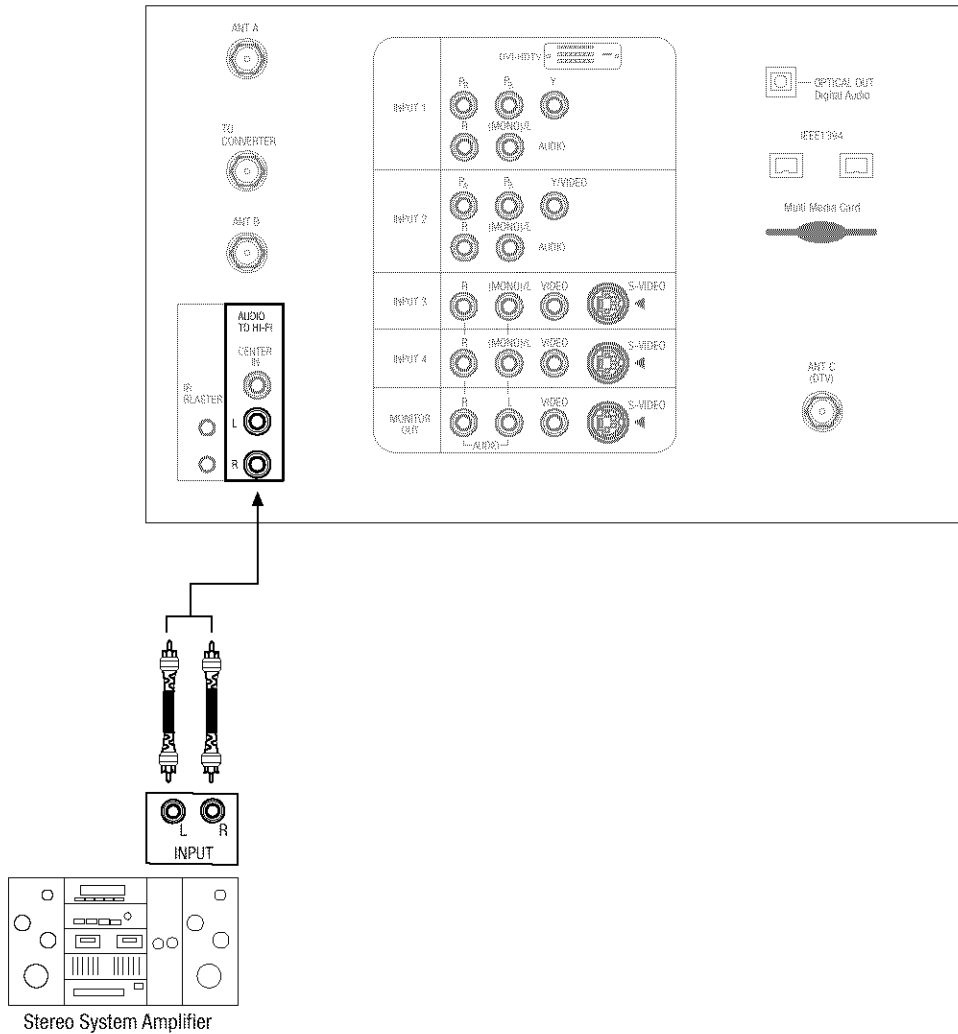 ANT A
TO
CONVERTER
ANT B
AUDIO
TO HI-FI
CENTER
IN
IR
BLASTER
L
R
DVI-HDTV
INPUT 1
Y
R
(MONO)/L
AUDIO
INPUT 2
Y/VIDEO
R
(MONO)/L
AUDIO
INPUT 3
R
(MONO)/L
VIDEO
S-VIDEO
INPUT 4
R
(MONO)/L
VIDEO
S-VIDEO
MONITOR
OUT
R
L
VIDEO
S-VIDEO
AUDIO
OPTICAL OUT
Digital Audio
IEEE1394
Multi Media Card
ANT C
(DTV)
L
R
INPUT
Stereo System Amplifier